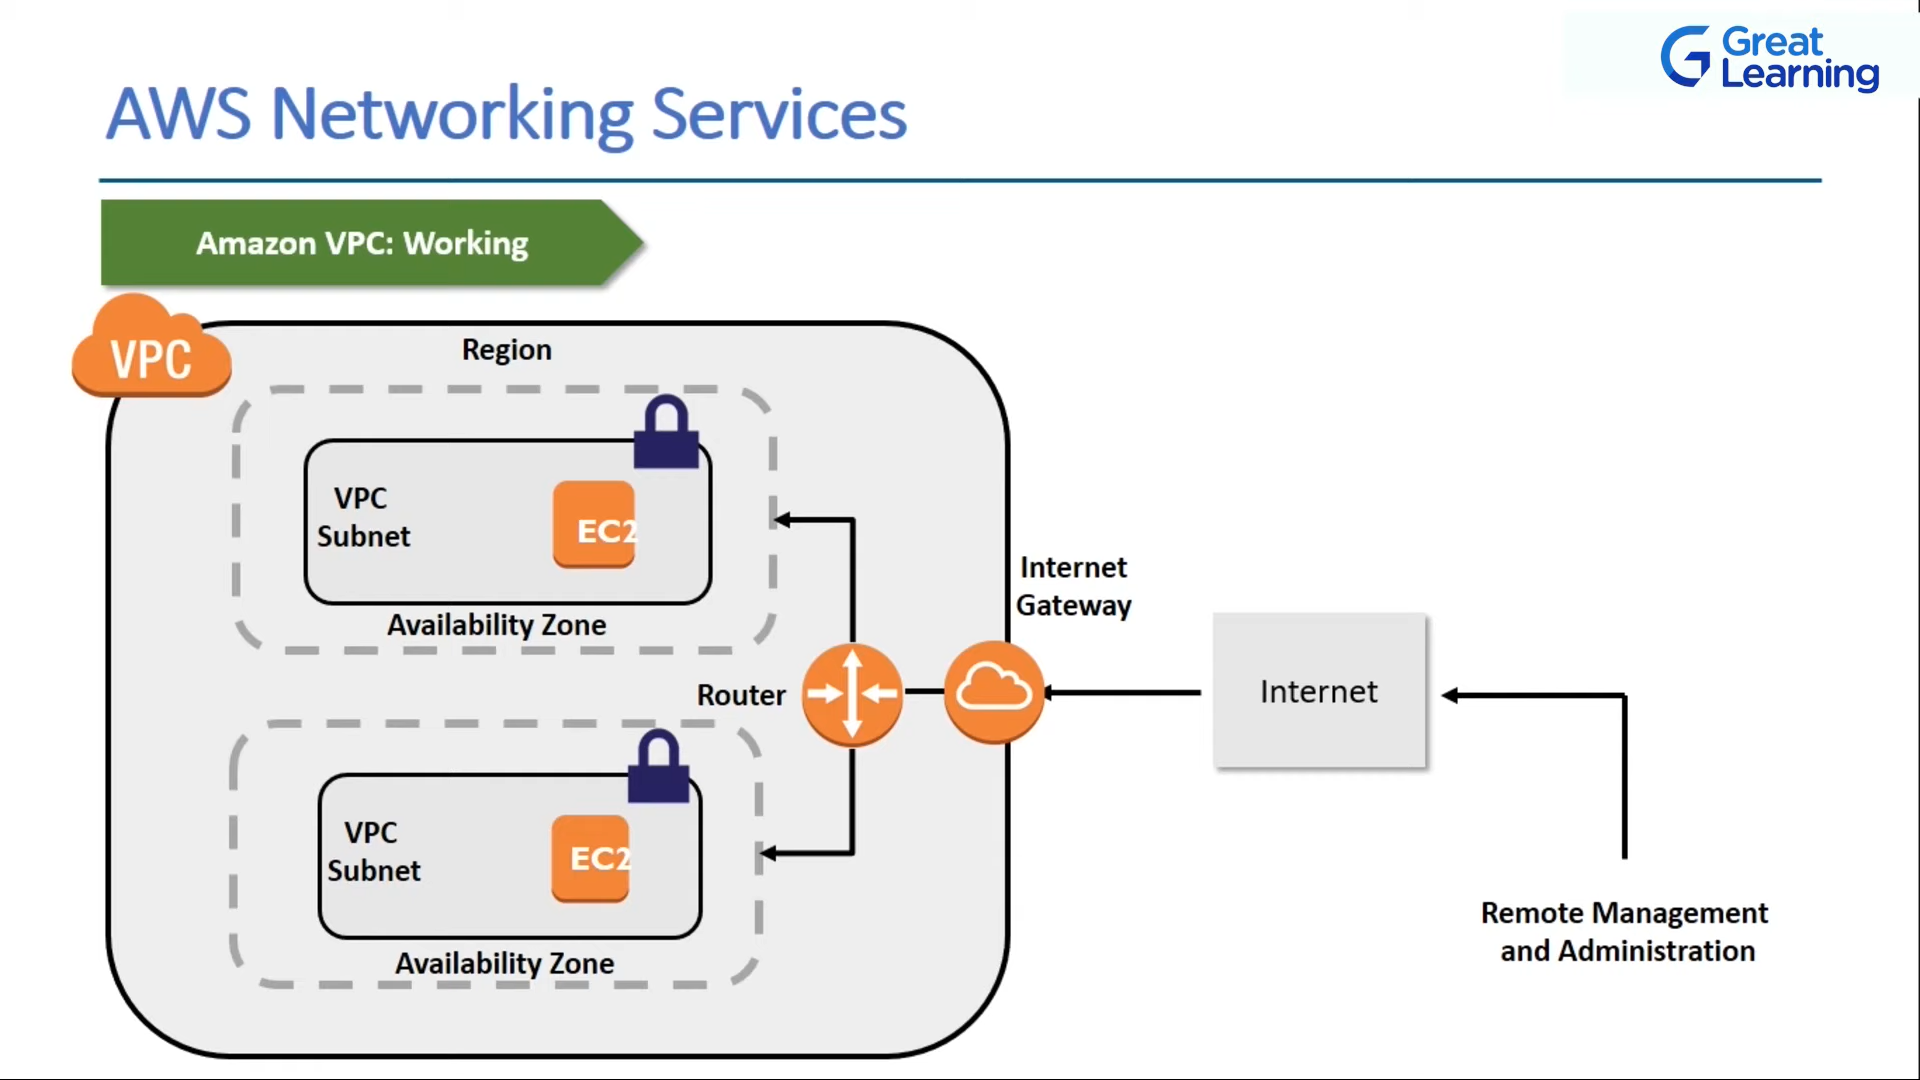 Great
Learning
AWS Networking Services
Amazon VPC: Working
VPC
Region
VPC
Subnet
EC2
Availability Zone
Internet
Gateway
Router
Internet
VPC
Subnet
EC2
Availability Zone
Remote Management
and Administration